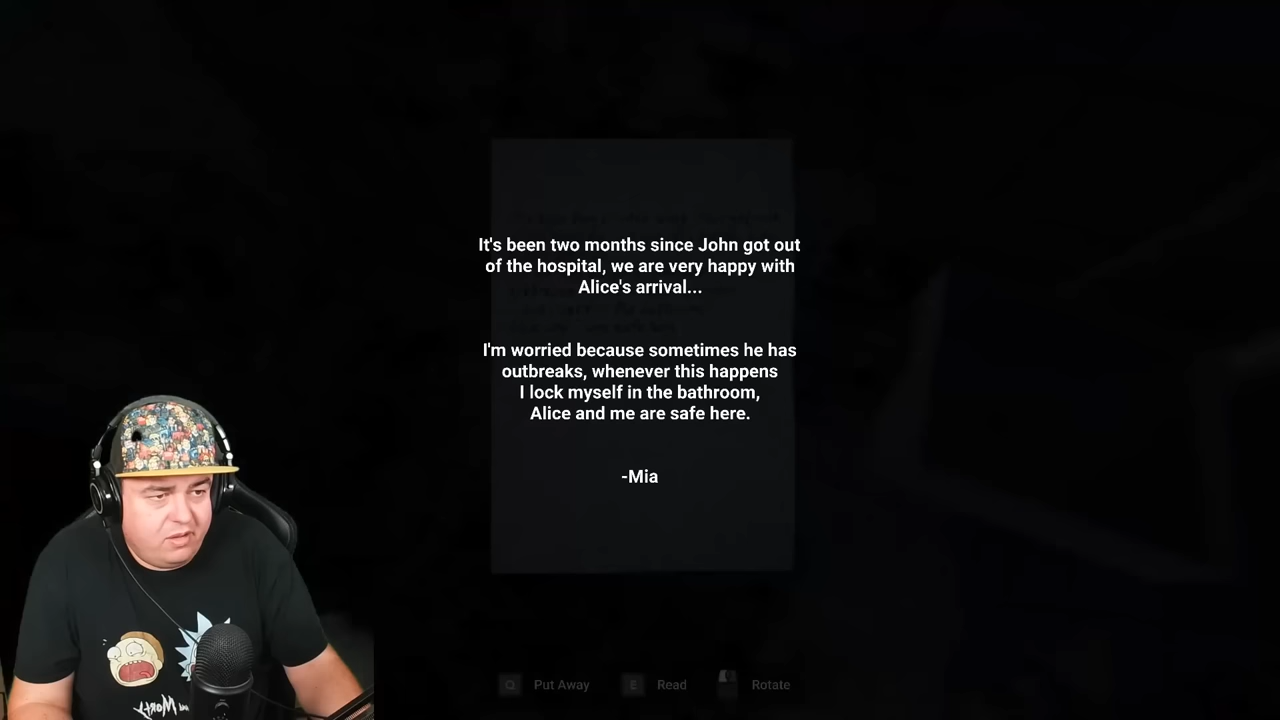 It's been two months since John got out
of the hospital, we are very happy with
Alice's arrival...
I'm worried because sometimes he has
outbreaks, whenever this happens
I lock myself in the bathroom,
Alice and me are safe here.
-Mia
Q Put Away E Read Rotate